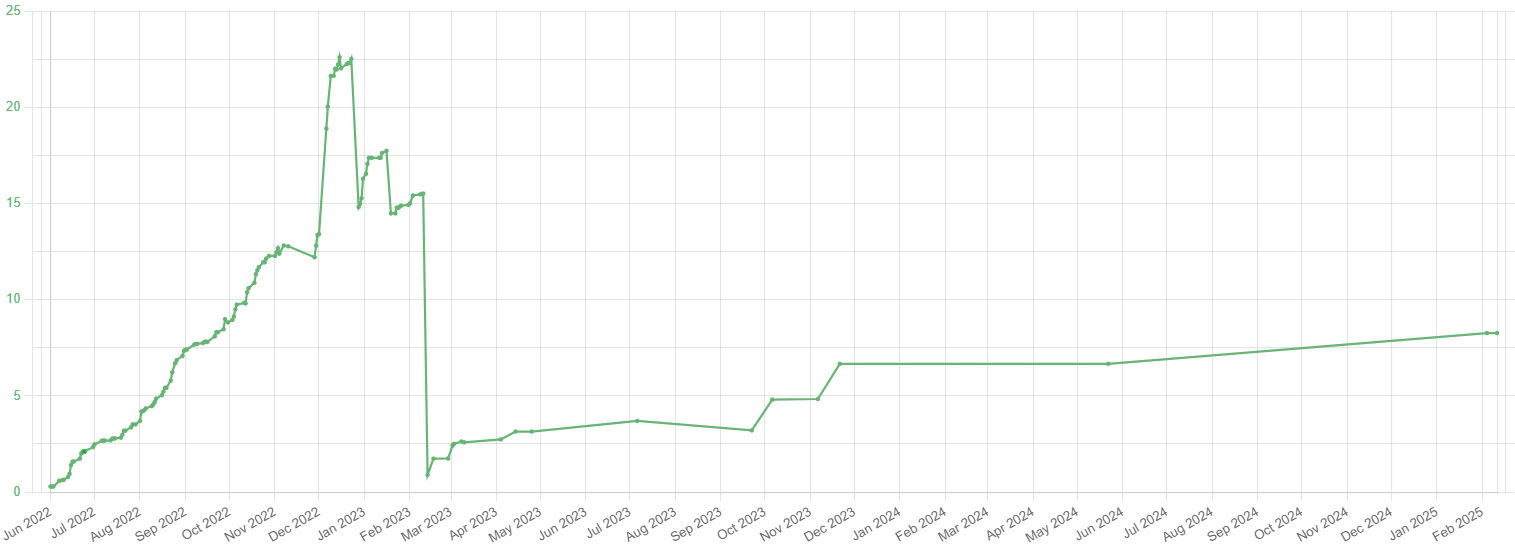 25
20
15
10
5
0
Jun 2022
Jul 2022
Aug 2022
Sep 2022
Oct 2022
Nov 2022
Dec 2022
Jan 2023
Feb 2023
Mar 2023
Apr 2023
May 2023
Jun 2023
Jul 2023
Aug 2023
Sep 2023
Oct 2023
Nov 2023
Dec 2023
Jan 2024
Feb 2024
Mar 2024
Apr 2024
May 2024
Jun 2024
Jul 2024
Aug 2024
Sep 2024
Oct 2024
Nov 2024
Dec 2024
Jan 2025
Feb 2025